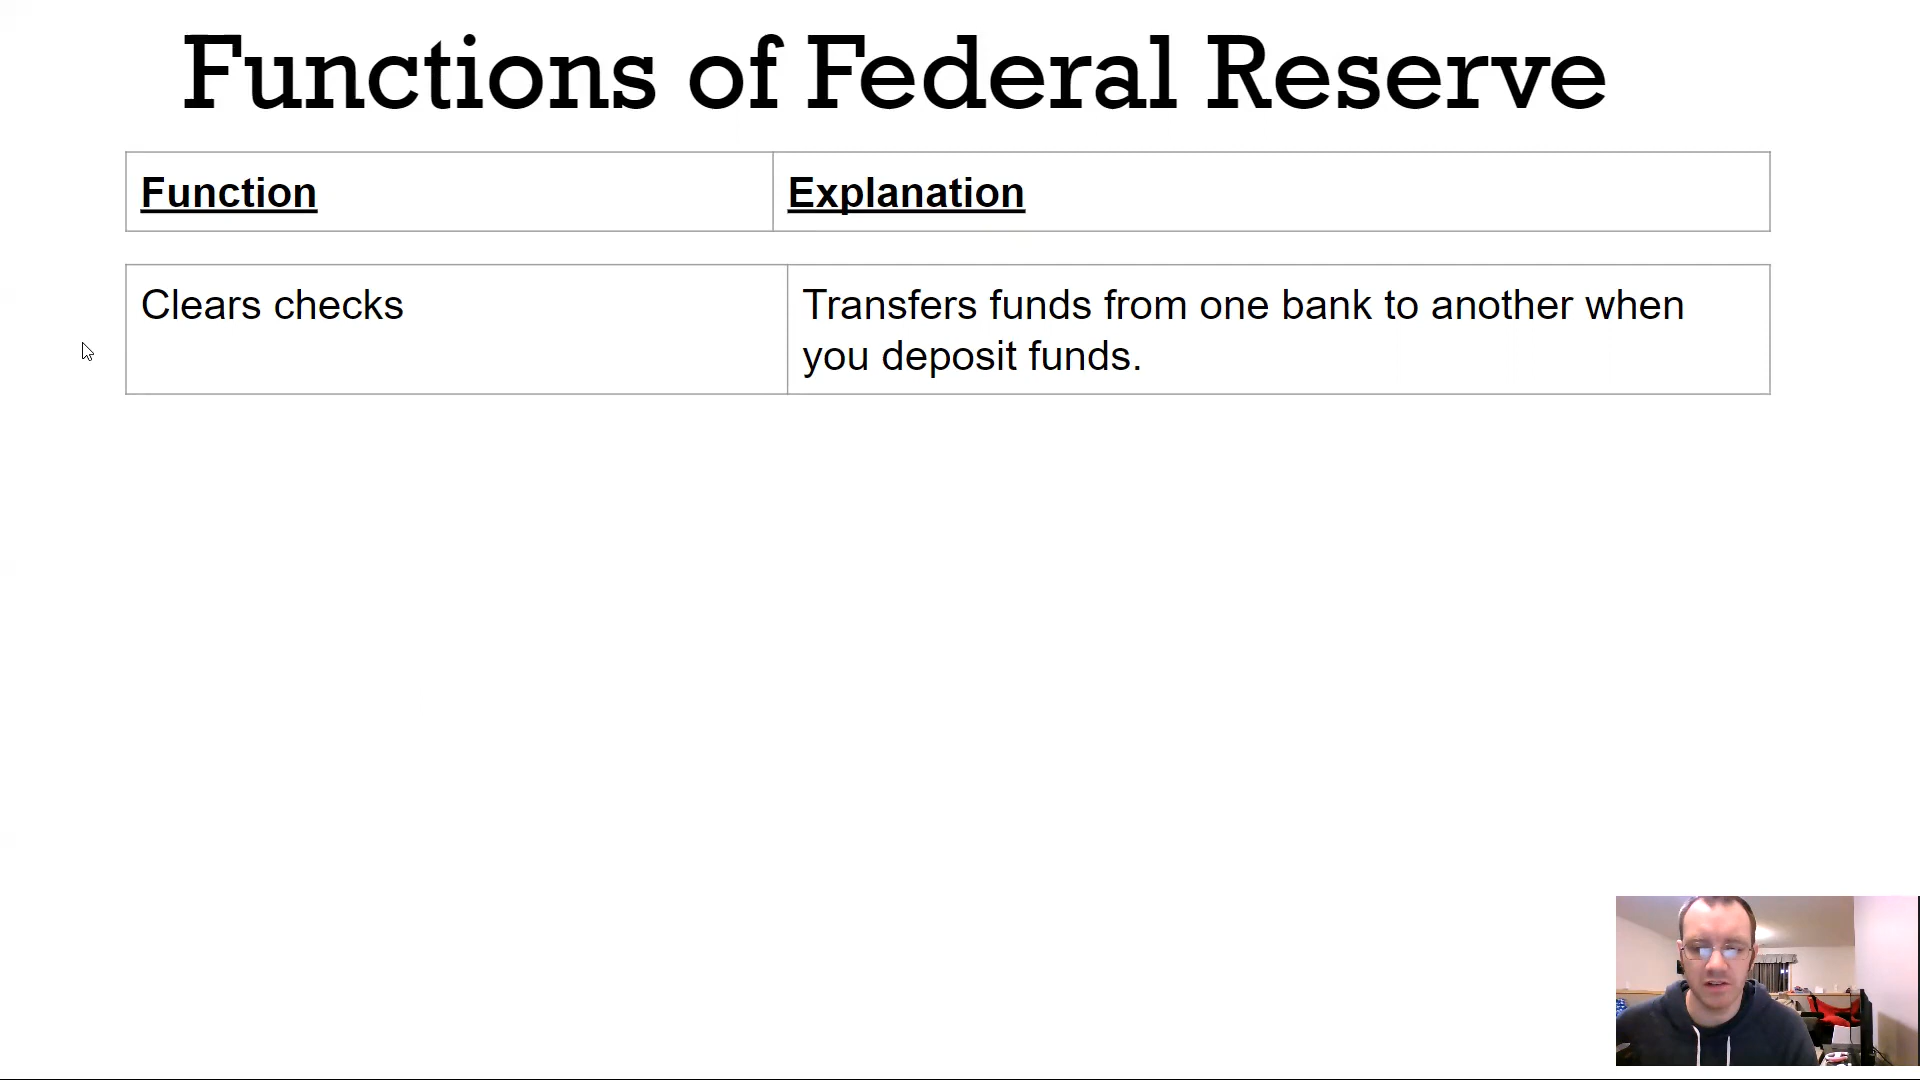 Functions of Federal Reserve
Function
Explanation
Clears checks
Transfers funds from one bank to another when
you deposit funds.